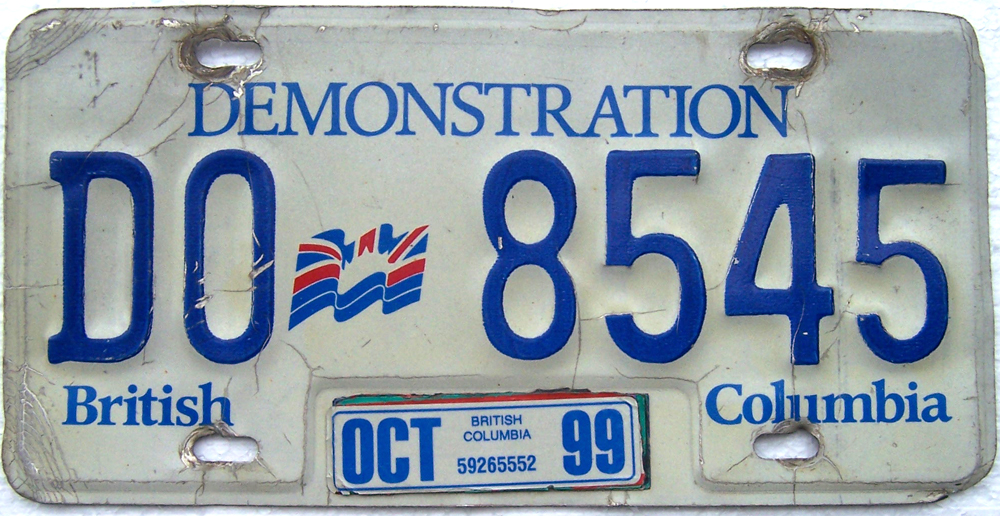 DEMONSTRATION
DO 8545
British Columbia
OCT BRITISH COLUMBIA 59265552 99